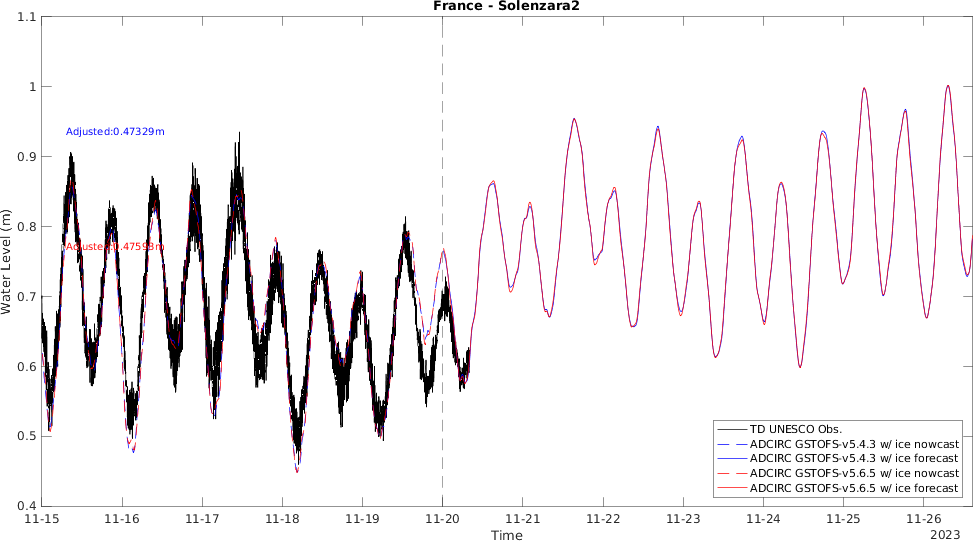 France - Solenzara2
1.1
1
0.9
0.8
0.7
0.6
0.5
0.4
Water Level (m)
Adjusted:0.47329m
Adjusted:0.47593m
TD UNESCO Obs.
ADCIRC GSTOFS-v5.4.3 w/ ice nowcast
ADCIRC GSTOFS-v5.4.3 w/ ice forecast
ADCIRC GSTOFS-v5.6.5 w/ ice nowcast
ADCIRC GSTOFS-v5.6.5 w/ ice forecast
11-15 11-16 11-17 11-18 11-19 11-20 11-21 11-22 11-23 11-24 11-25 11-26
Time
2023